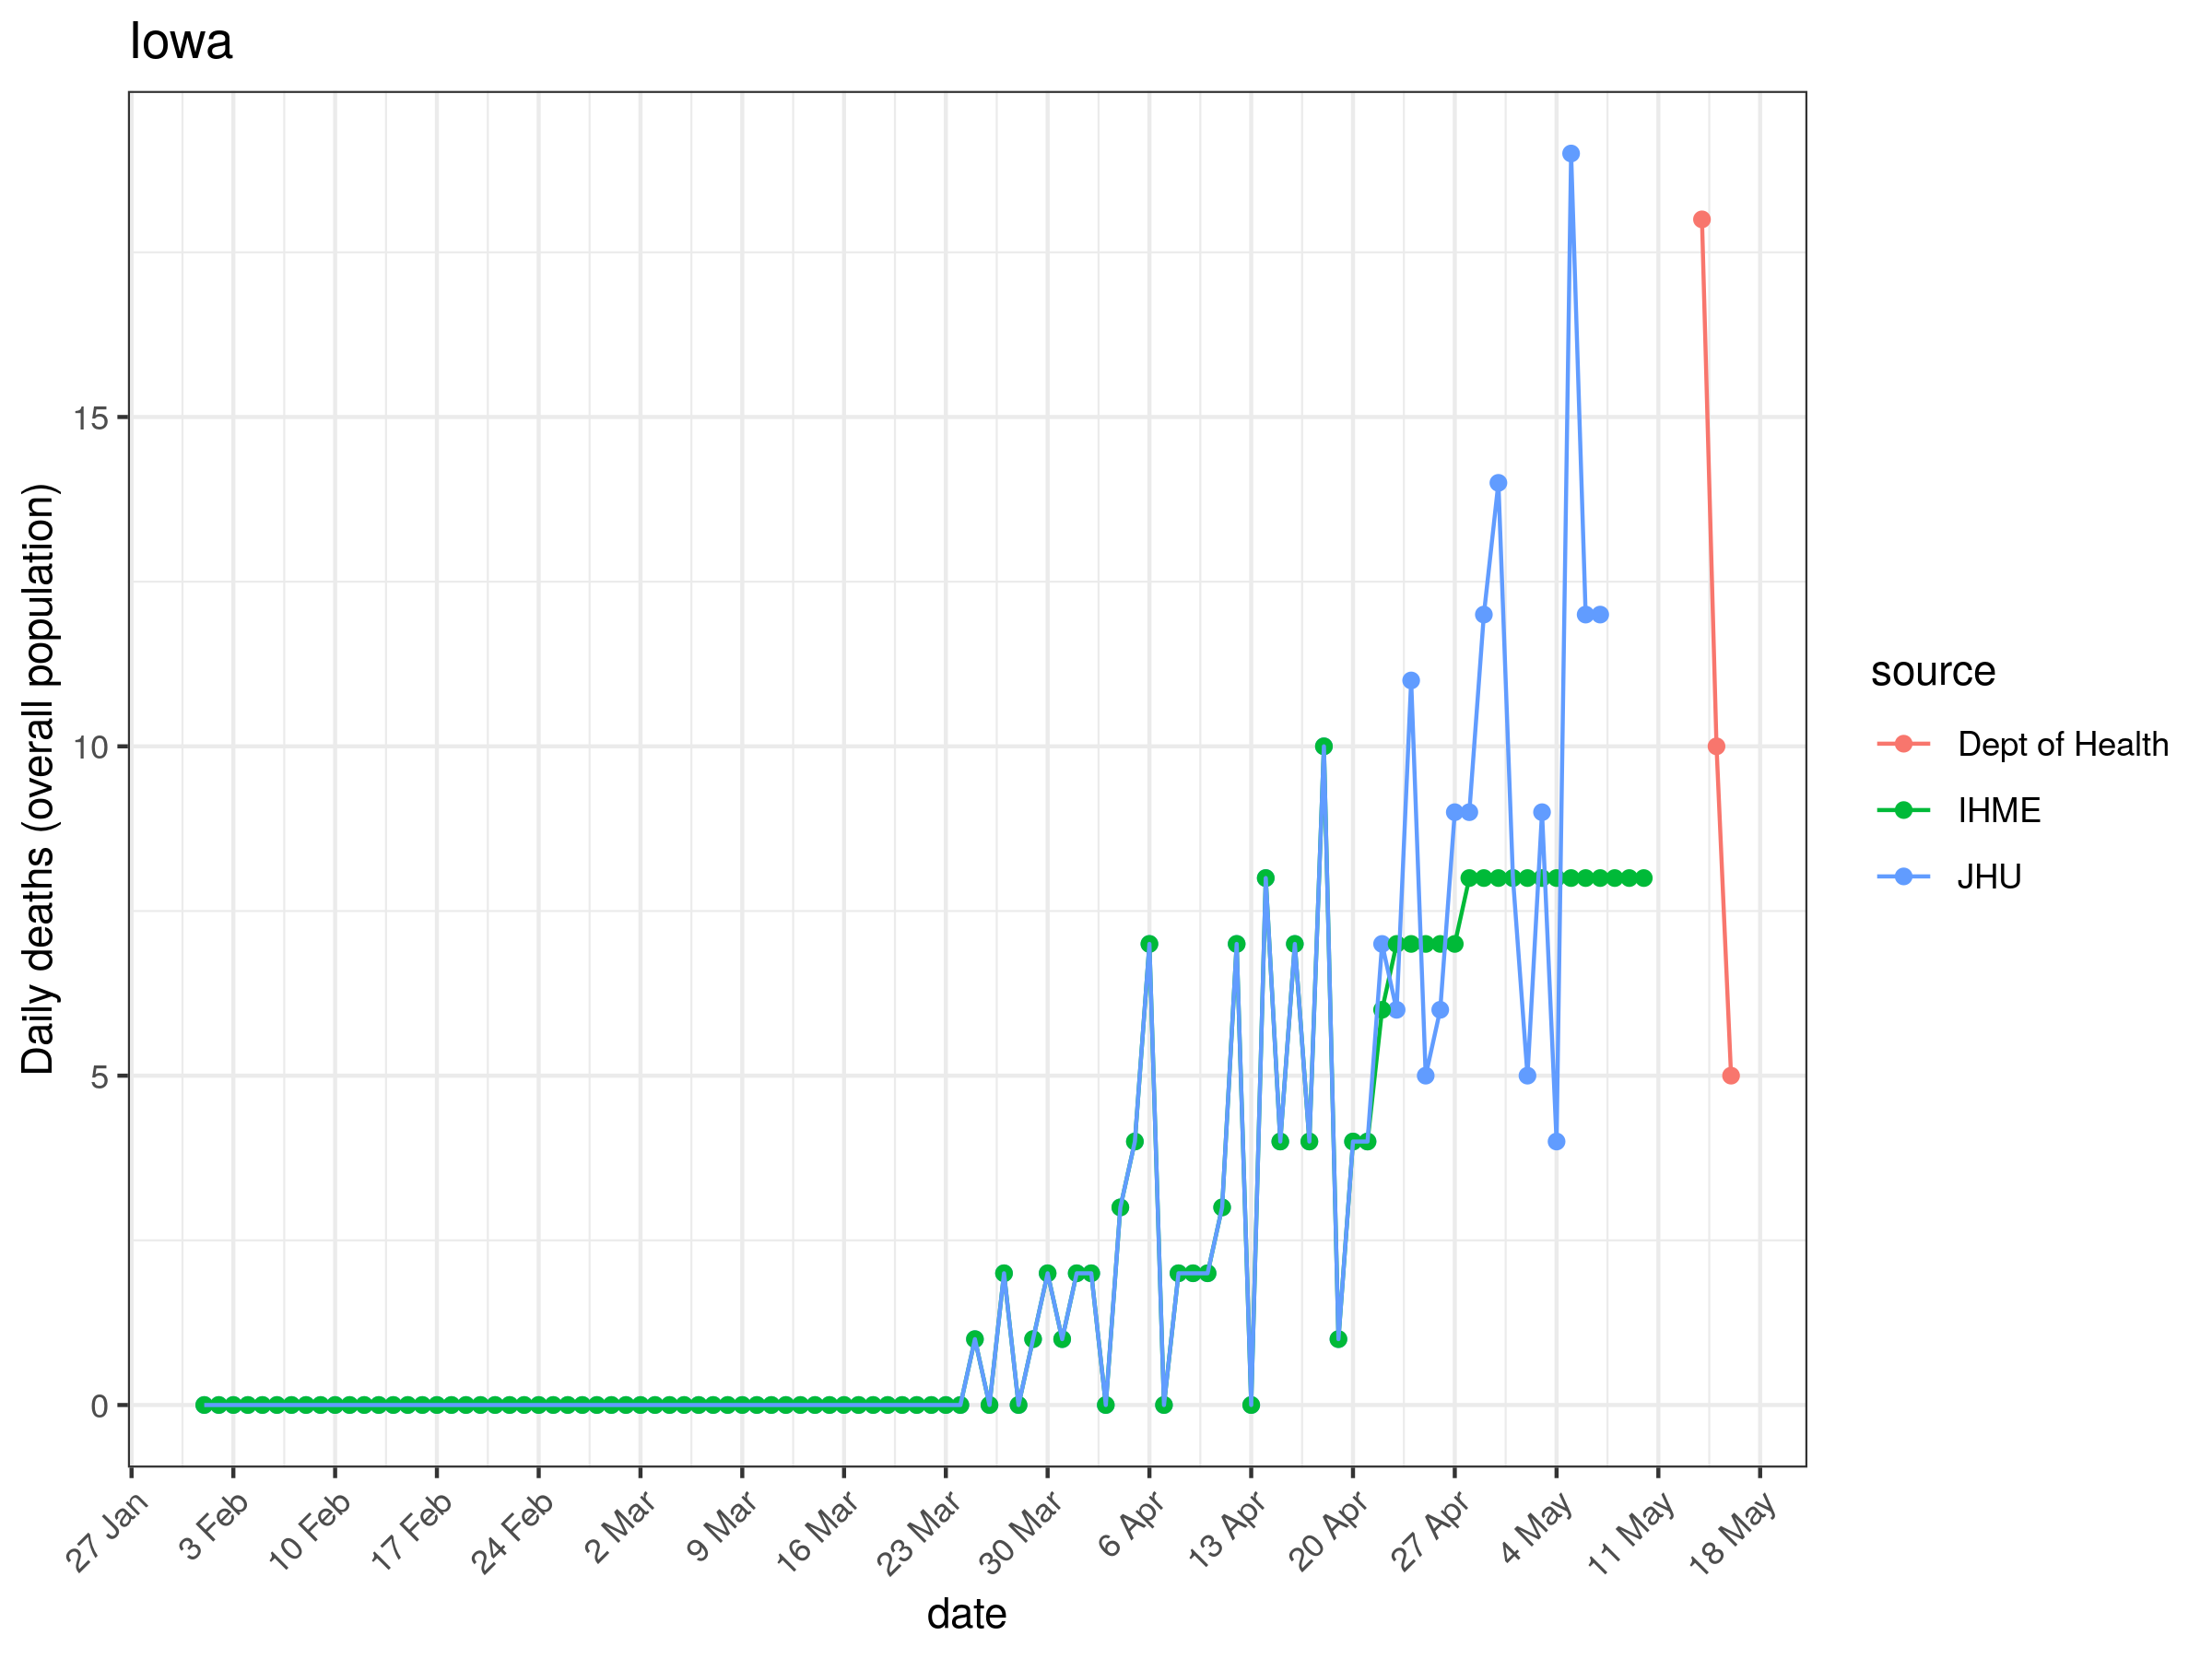 Iowa
Daily deaths (overall population)
15
10
5
0
27 Jan
3 Feb
10 Feb
17 Feb
24 Feb
2 Mar
9 Mar
16 Mar
23 Mar
30 Mar
6 Apr
13 Apr
20 Apr
27 Apr
4 May
11 May
18 May
date
source
Dept of Health
IHME
JHU